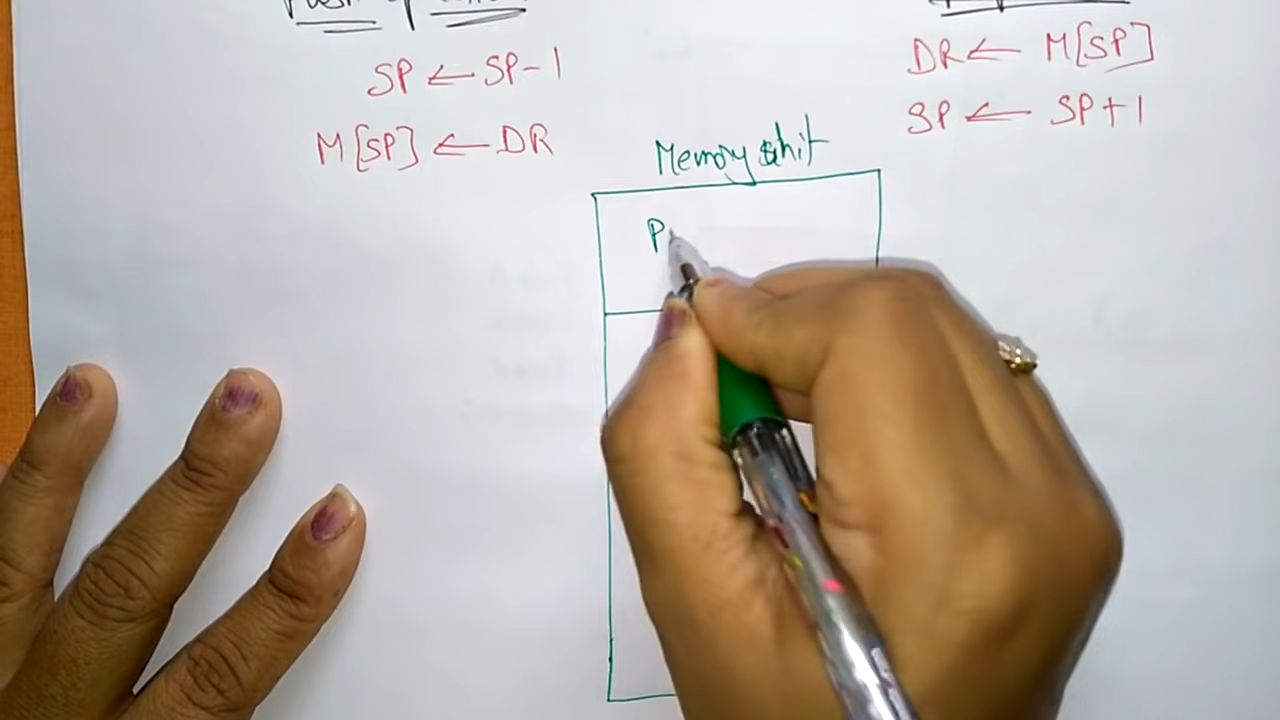 SP ← SP-1
M[SP] ← DR
DR ← M[SP]
SP ← SP+1
Memory unit
P